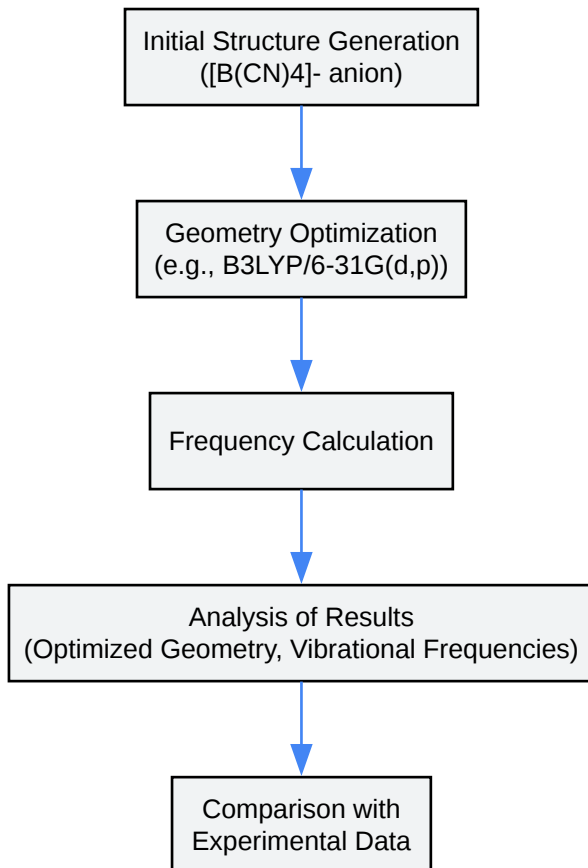 Initial Structure Generation
([B(CN)4]- anion)
Geometry Optimization
(e.g., B3LYP/6-31G(d,p))
Frequency Calculation
Analysis of Results
(Optimized Geometry, Vibrational Frequencies)
Comparison with
Experimental Data